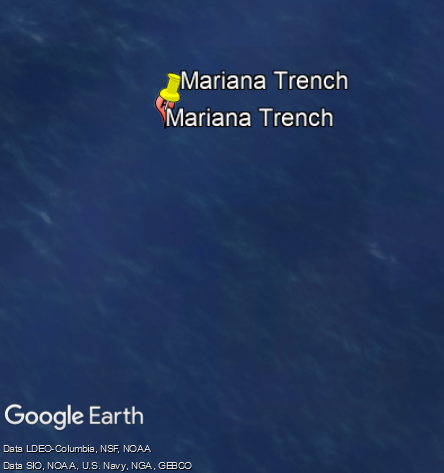 Mariana Trench
Mariana Trench
Google Earth
Data LDEO-Columbia, NSF, NOAA
Data SIO, NOAA, U.S. Navy, NGA, GEBCO